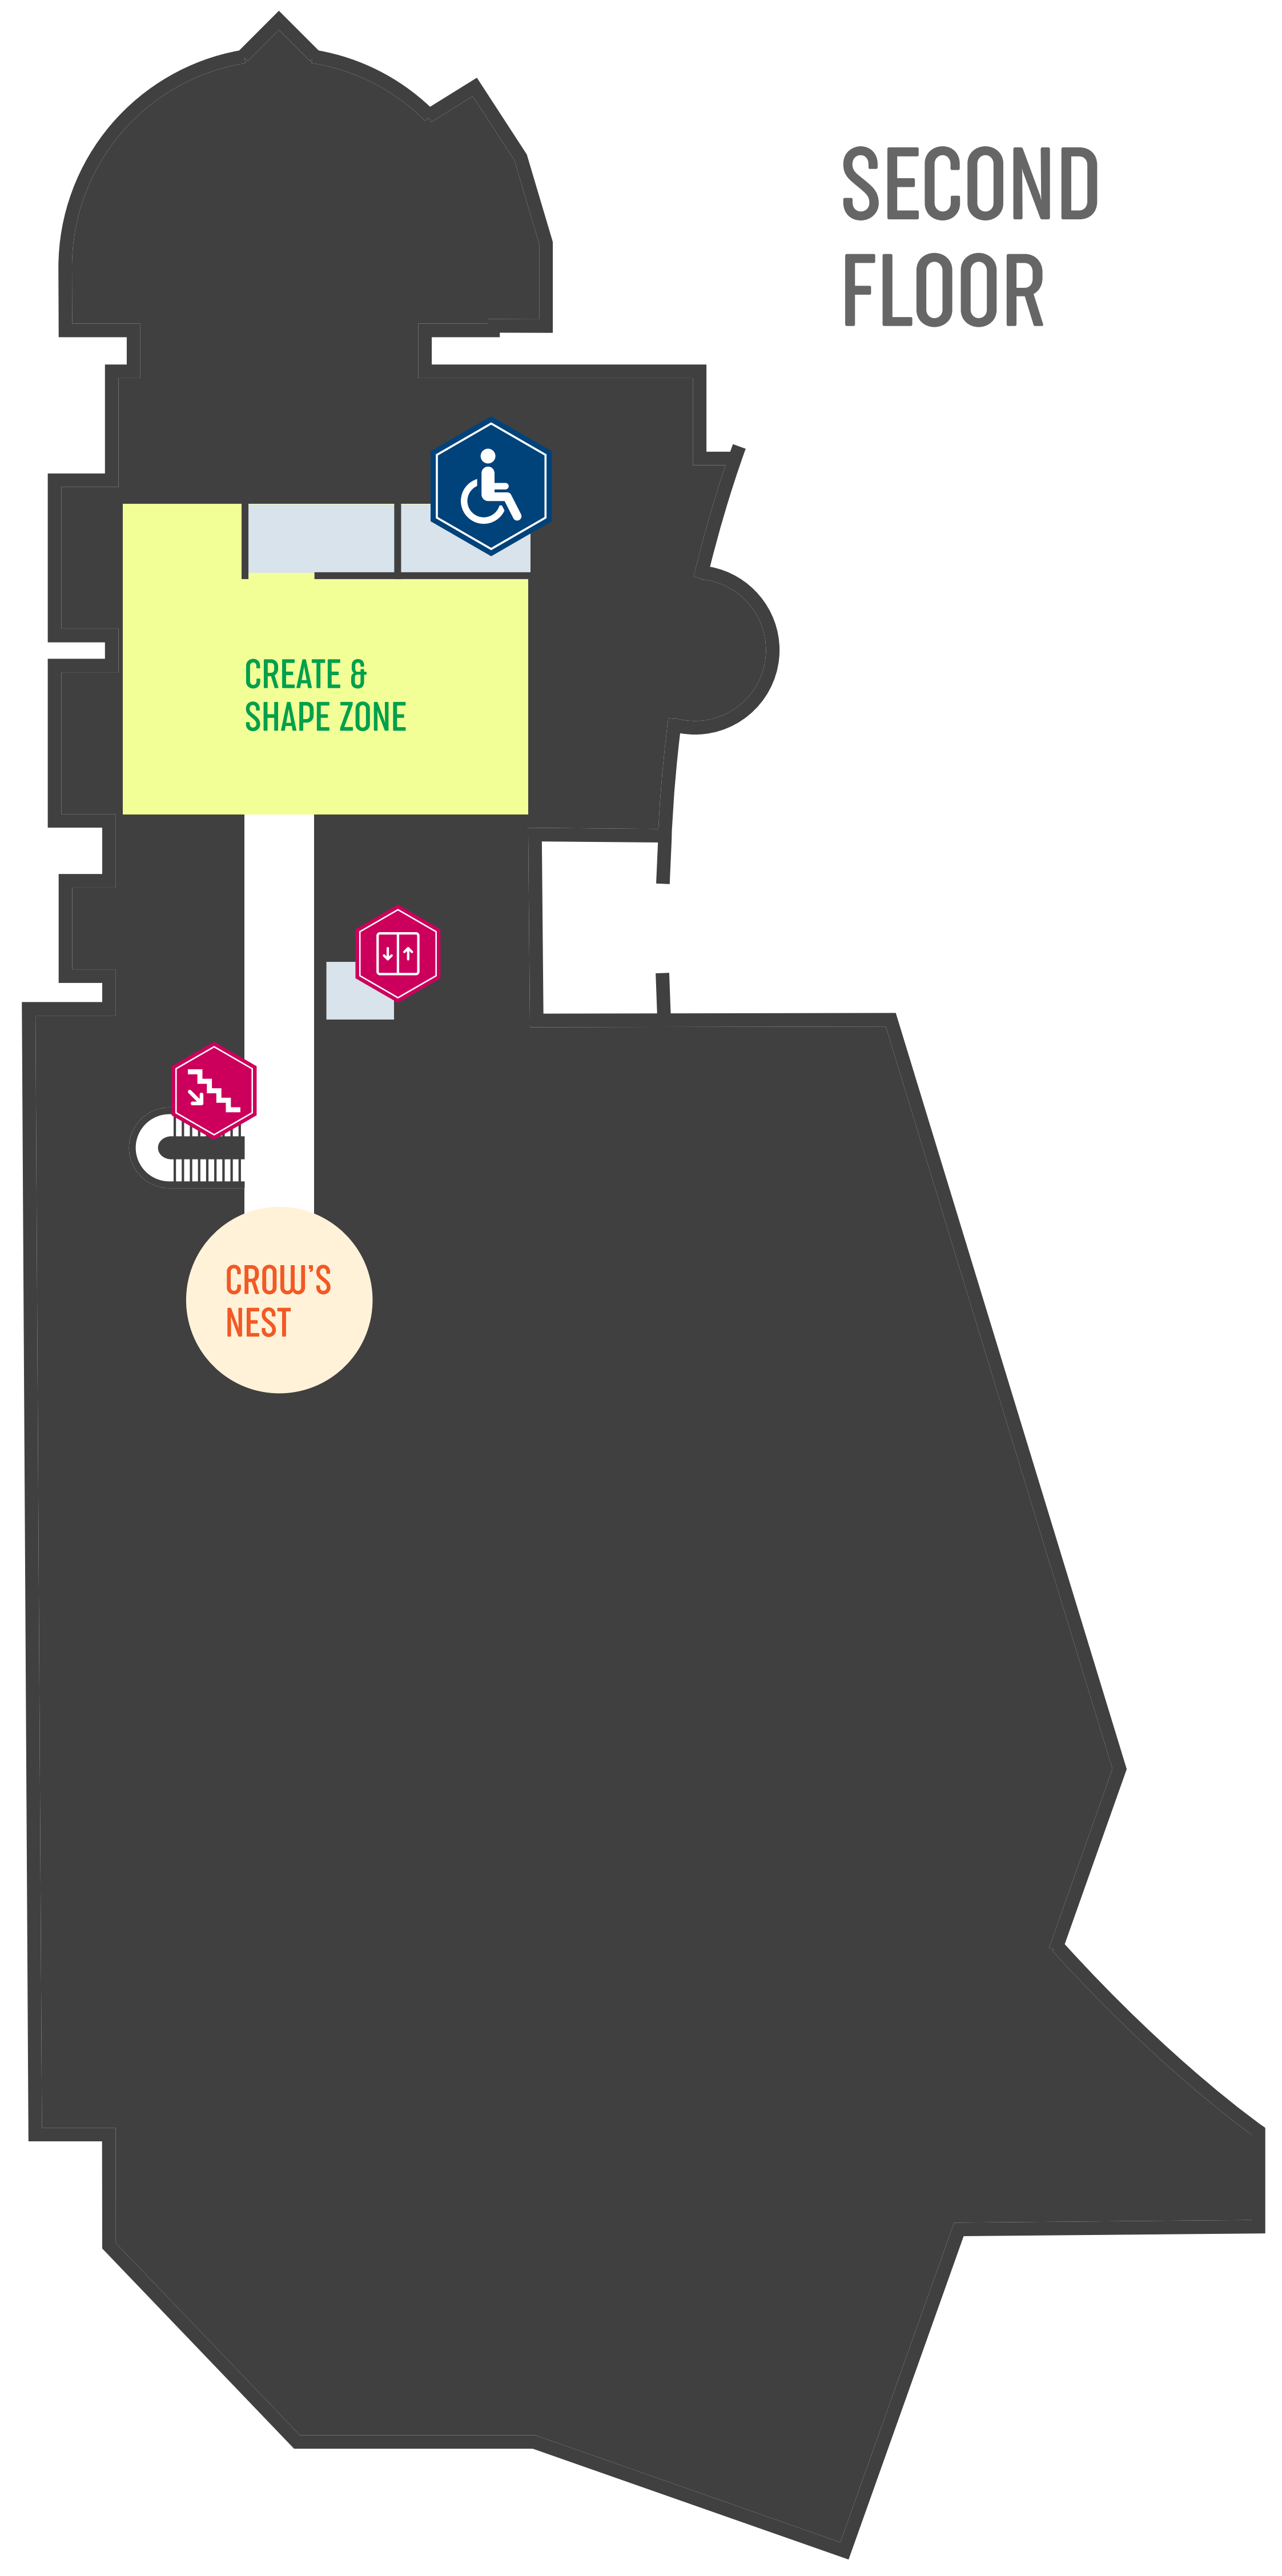 SECOND
FLOOR
CREATE &
SHAPE ZONE
CROW'S
NEST